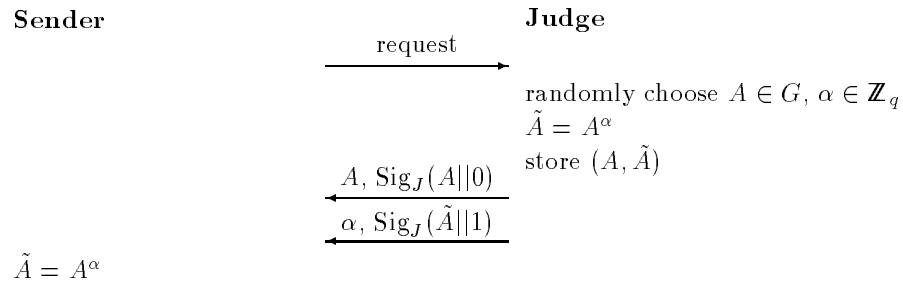 Sender
Judge
request
randomly choose A ∈ G, α ∈ ℤ_q
Ã = A^α
store (A, Ã)
A, Sig_J(A||0)
α, Sig_J(Ã||1)
Ã = A^α